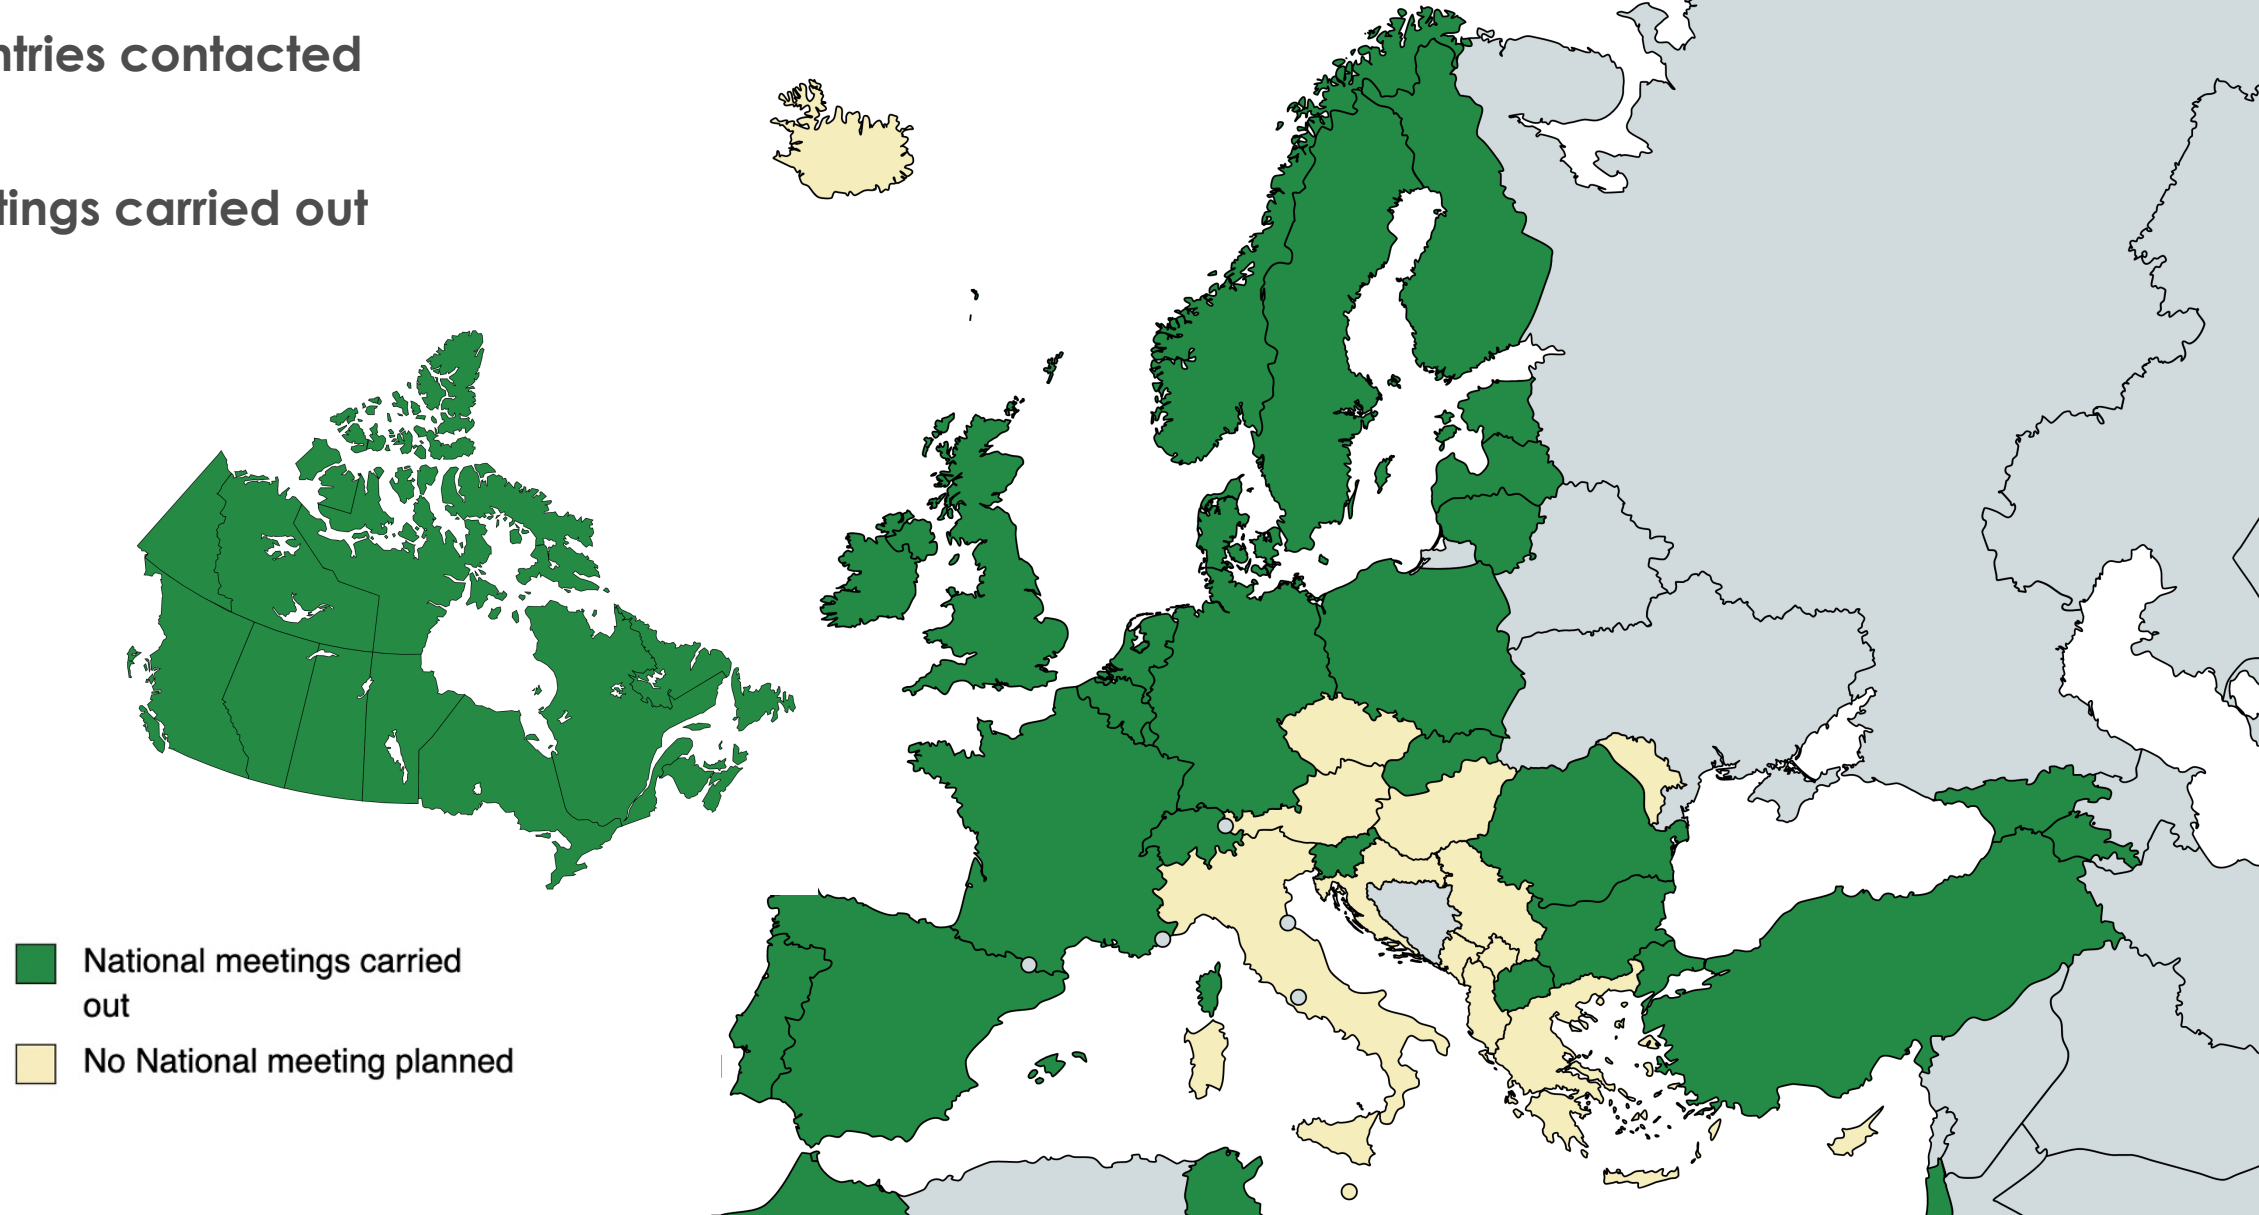 ntries contacted
tings carried out
National meetings carried
out
No National meeting planned